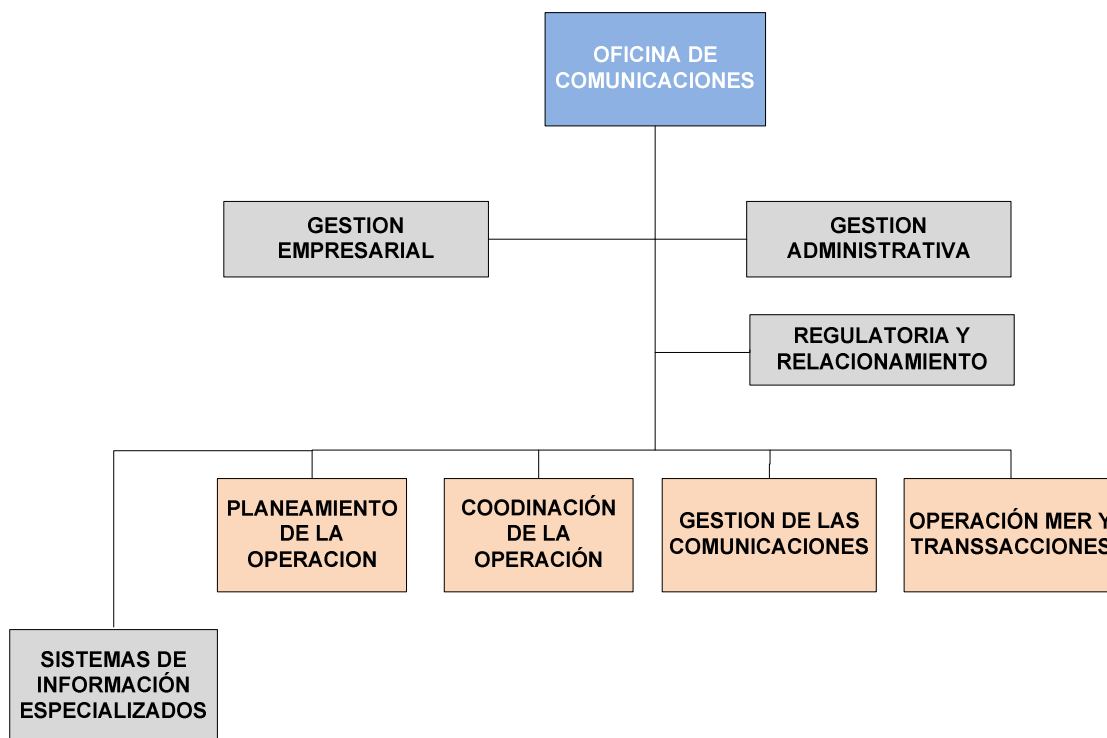 OFICINA DE
COMUNICACIONES
GESTION
EMPRESARIAL
GESTION
ADMINISTRATIVA
REGULATORIA Y
RELACIONAMIENTO
PLANEAMIENTO
DE LA
OPERACION
COODINACIÓN
DE LA
OPERACIÓN
GESTION DE LAS
COMUNICACIONES
OPERACIÓN MER Y
TRANSSACCIONES
SISTEMAS DE
INFORMACIÓN
ESPECIALIZADOS